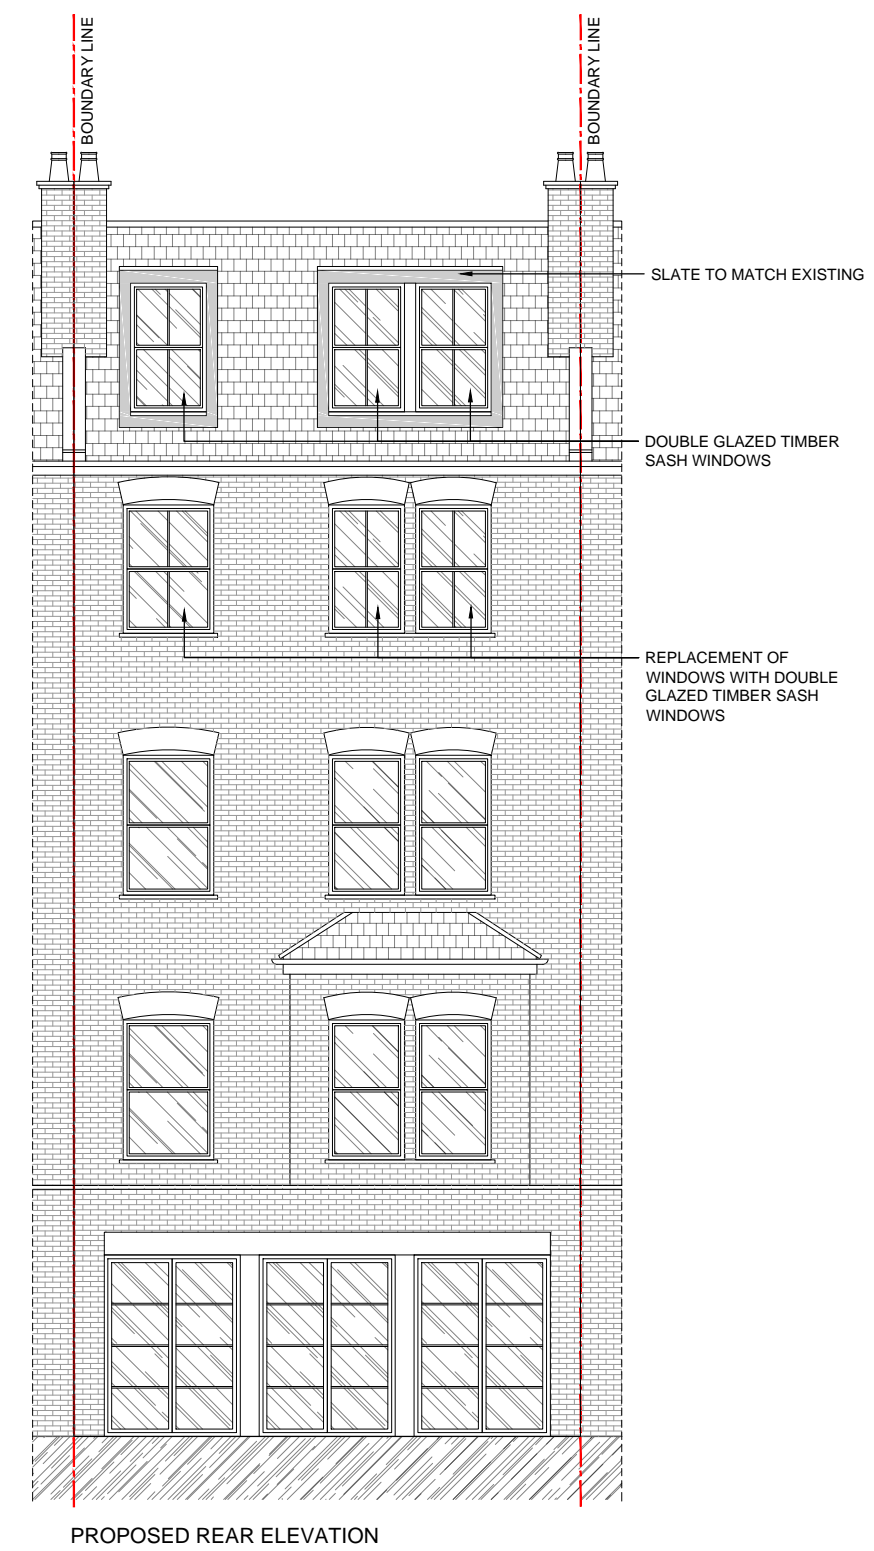 BOUNDARY LINE
BOUNDARY LINE
SLATE TO MATCH EXISTING
DOUBLE GLAZED TIMBER
SASH WINDOWS
REPLACEMENT OF
WINDOWS WITH DOUBLE
GLAZED TIMBER SASH
WINDOWS
PROPOSED REAR ELEVATION